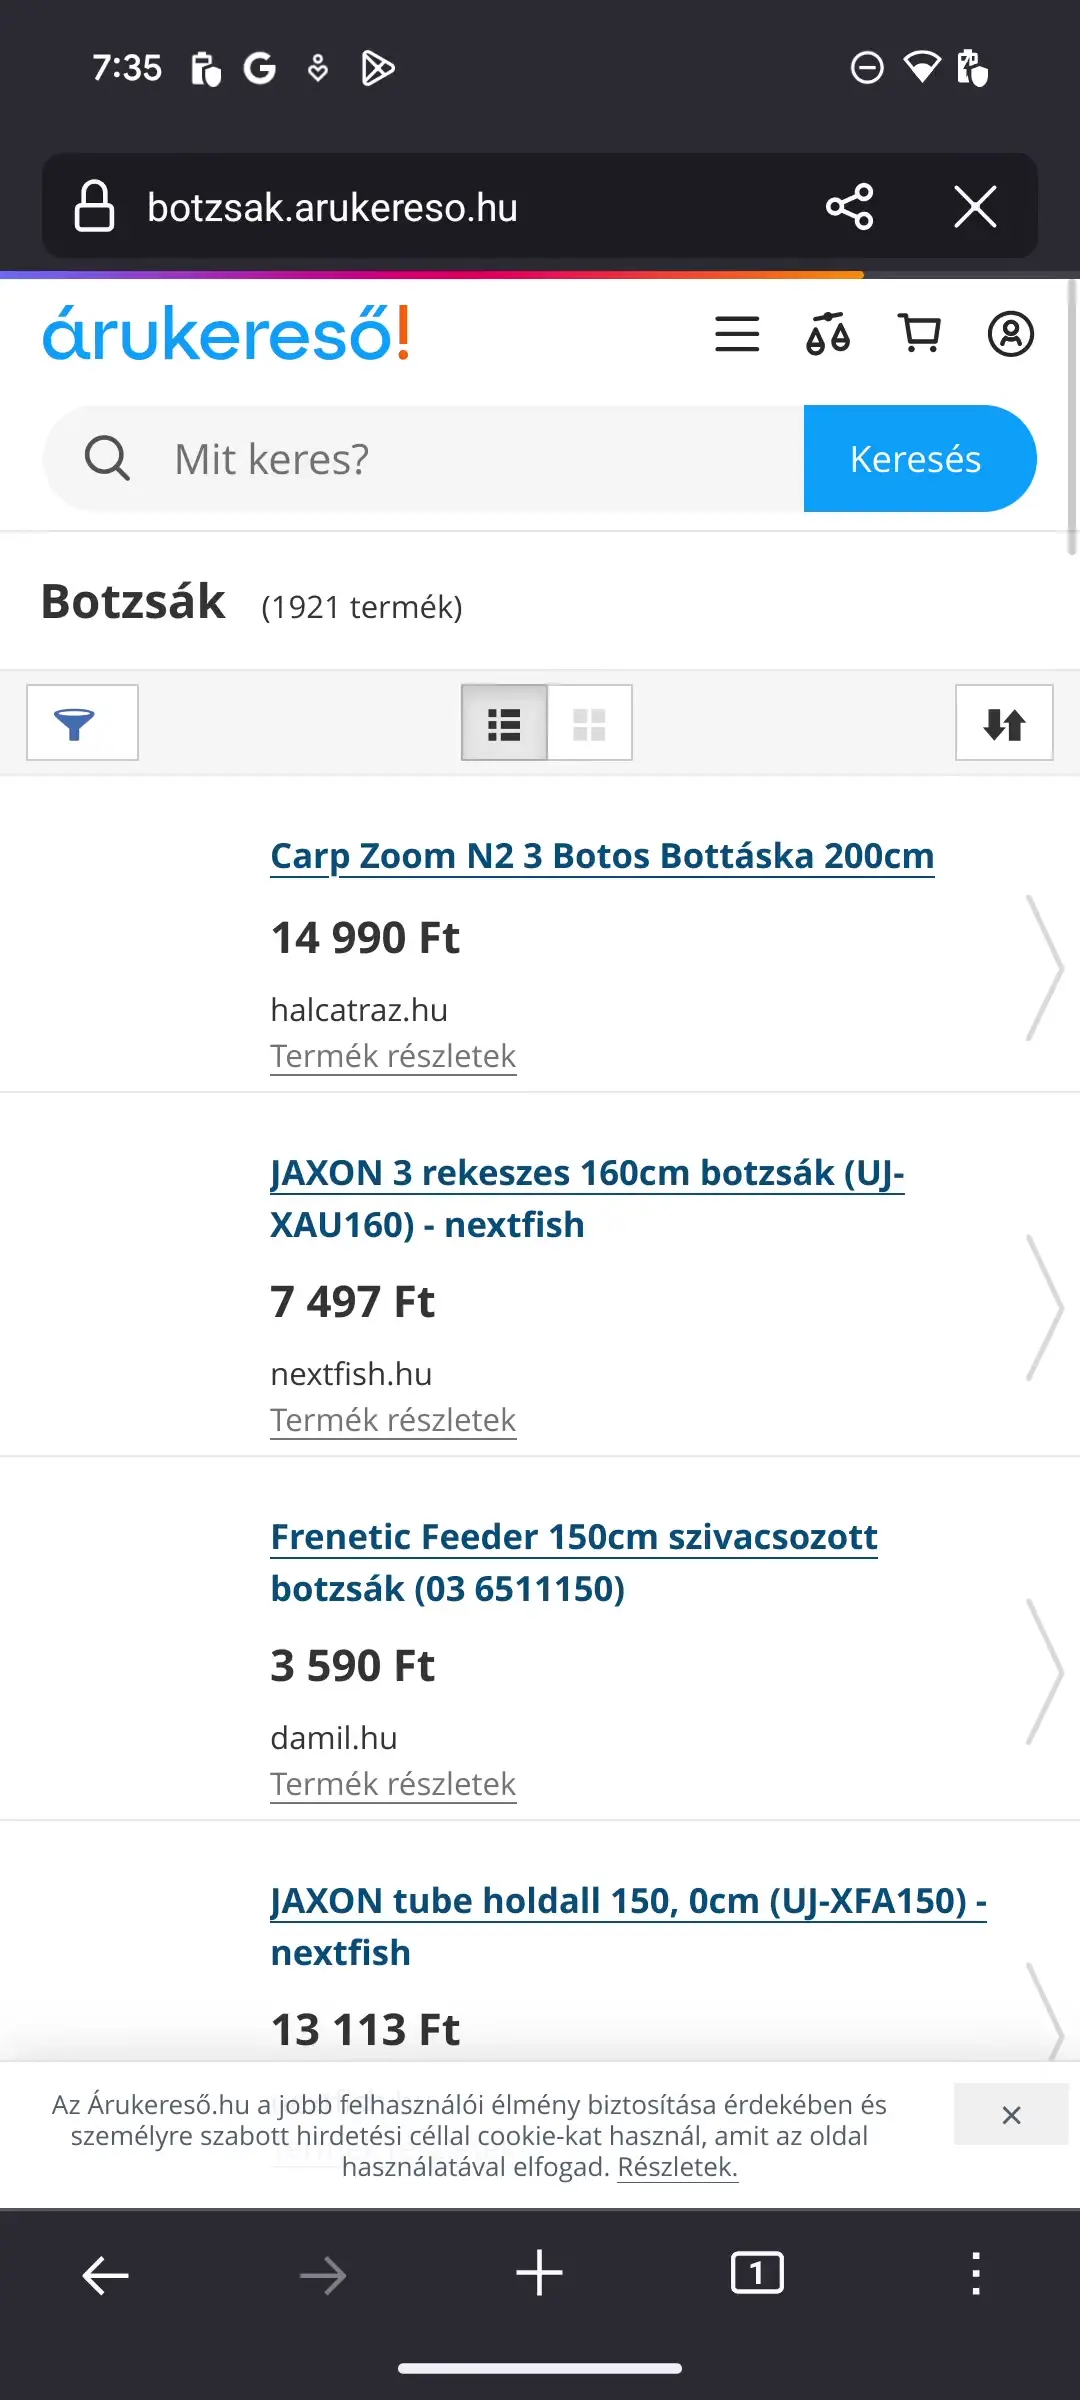 7:35
botzsak.arukereso.hu
árukereső!
Mit keres?
Keresés
Botzsák (1921 termék)
Carp Zoom N2 3 Botos Bottáska 200cm
14 990 Ft
halcatraz.hu
Termék részletek
JAXON 3 rekeszes 160cm botzsák (UJ-
XAU160) - nextfish
7 497 Ft
nextfish.hu
Termék részletek
Frenetic Feeder 150cm szivacsozott
botzsák (03 6511150)
3 590 Ft
damil.hu
Termék részletek
JAXON tube holdall 150, 0cm (UJ-XFA150) -
nextfish
13 113 Ft
Az Árukereső.hu a jobb felhasználói élmény biztosítása érdekében és
személyre szabott hirdetési céllal cookie-kat használ, amit az oldal
használatával elfogad. Részletek.
1